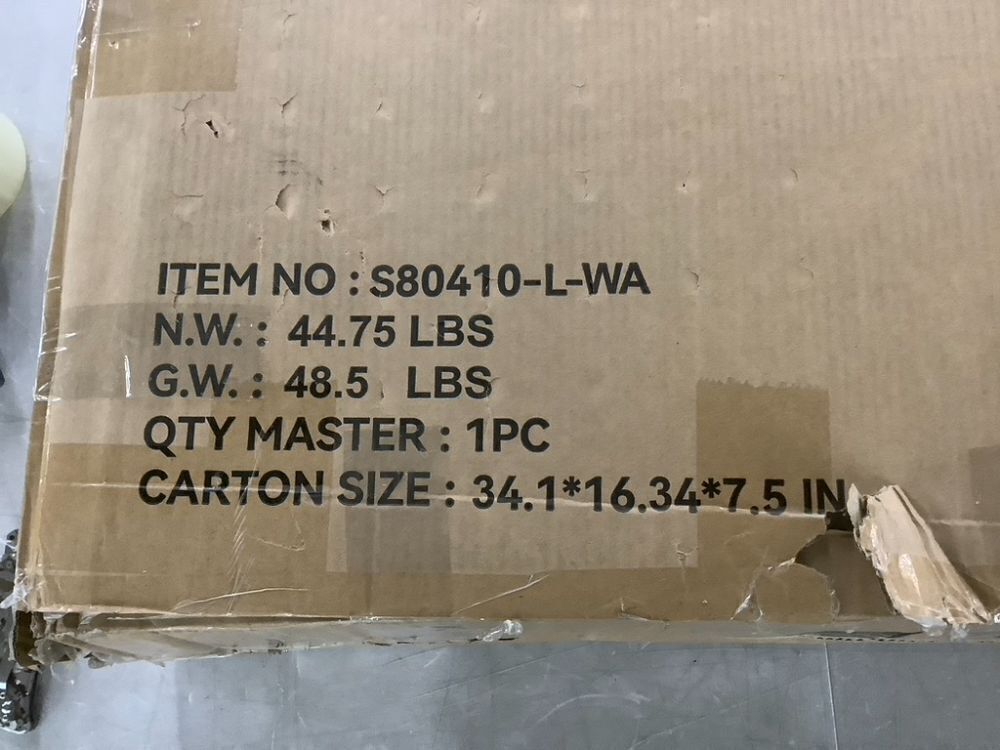 ITEM NO : S80410-L-WA
N.W. : 44.75 LBS
G.W. : 48.5 LBS
QTY MASTER : 1PC
CARTON SIZE : 34.1*16.34*7.5 IN